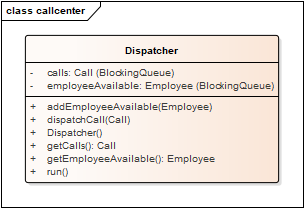 class callcenter
Dispatcher
- calls: Call (BlockingQueue)
- employeeAvailable: Employee (BlockingQueue)
+ addEmployeeAvailable(Employee)
+ dispatchCall(Call)
+ Dispatcher()
+ getCalls(): Call
+ getEmployeeAvailable(): Employee
+ run()